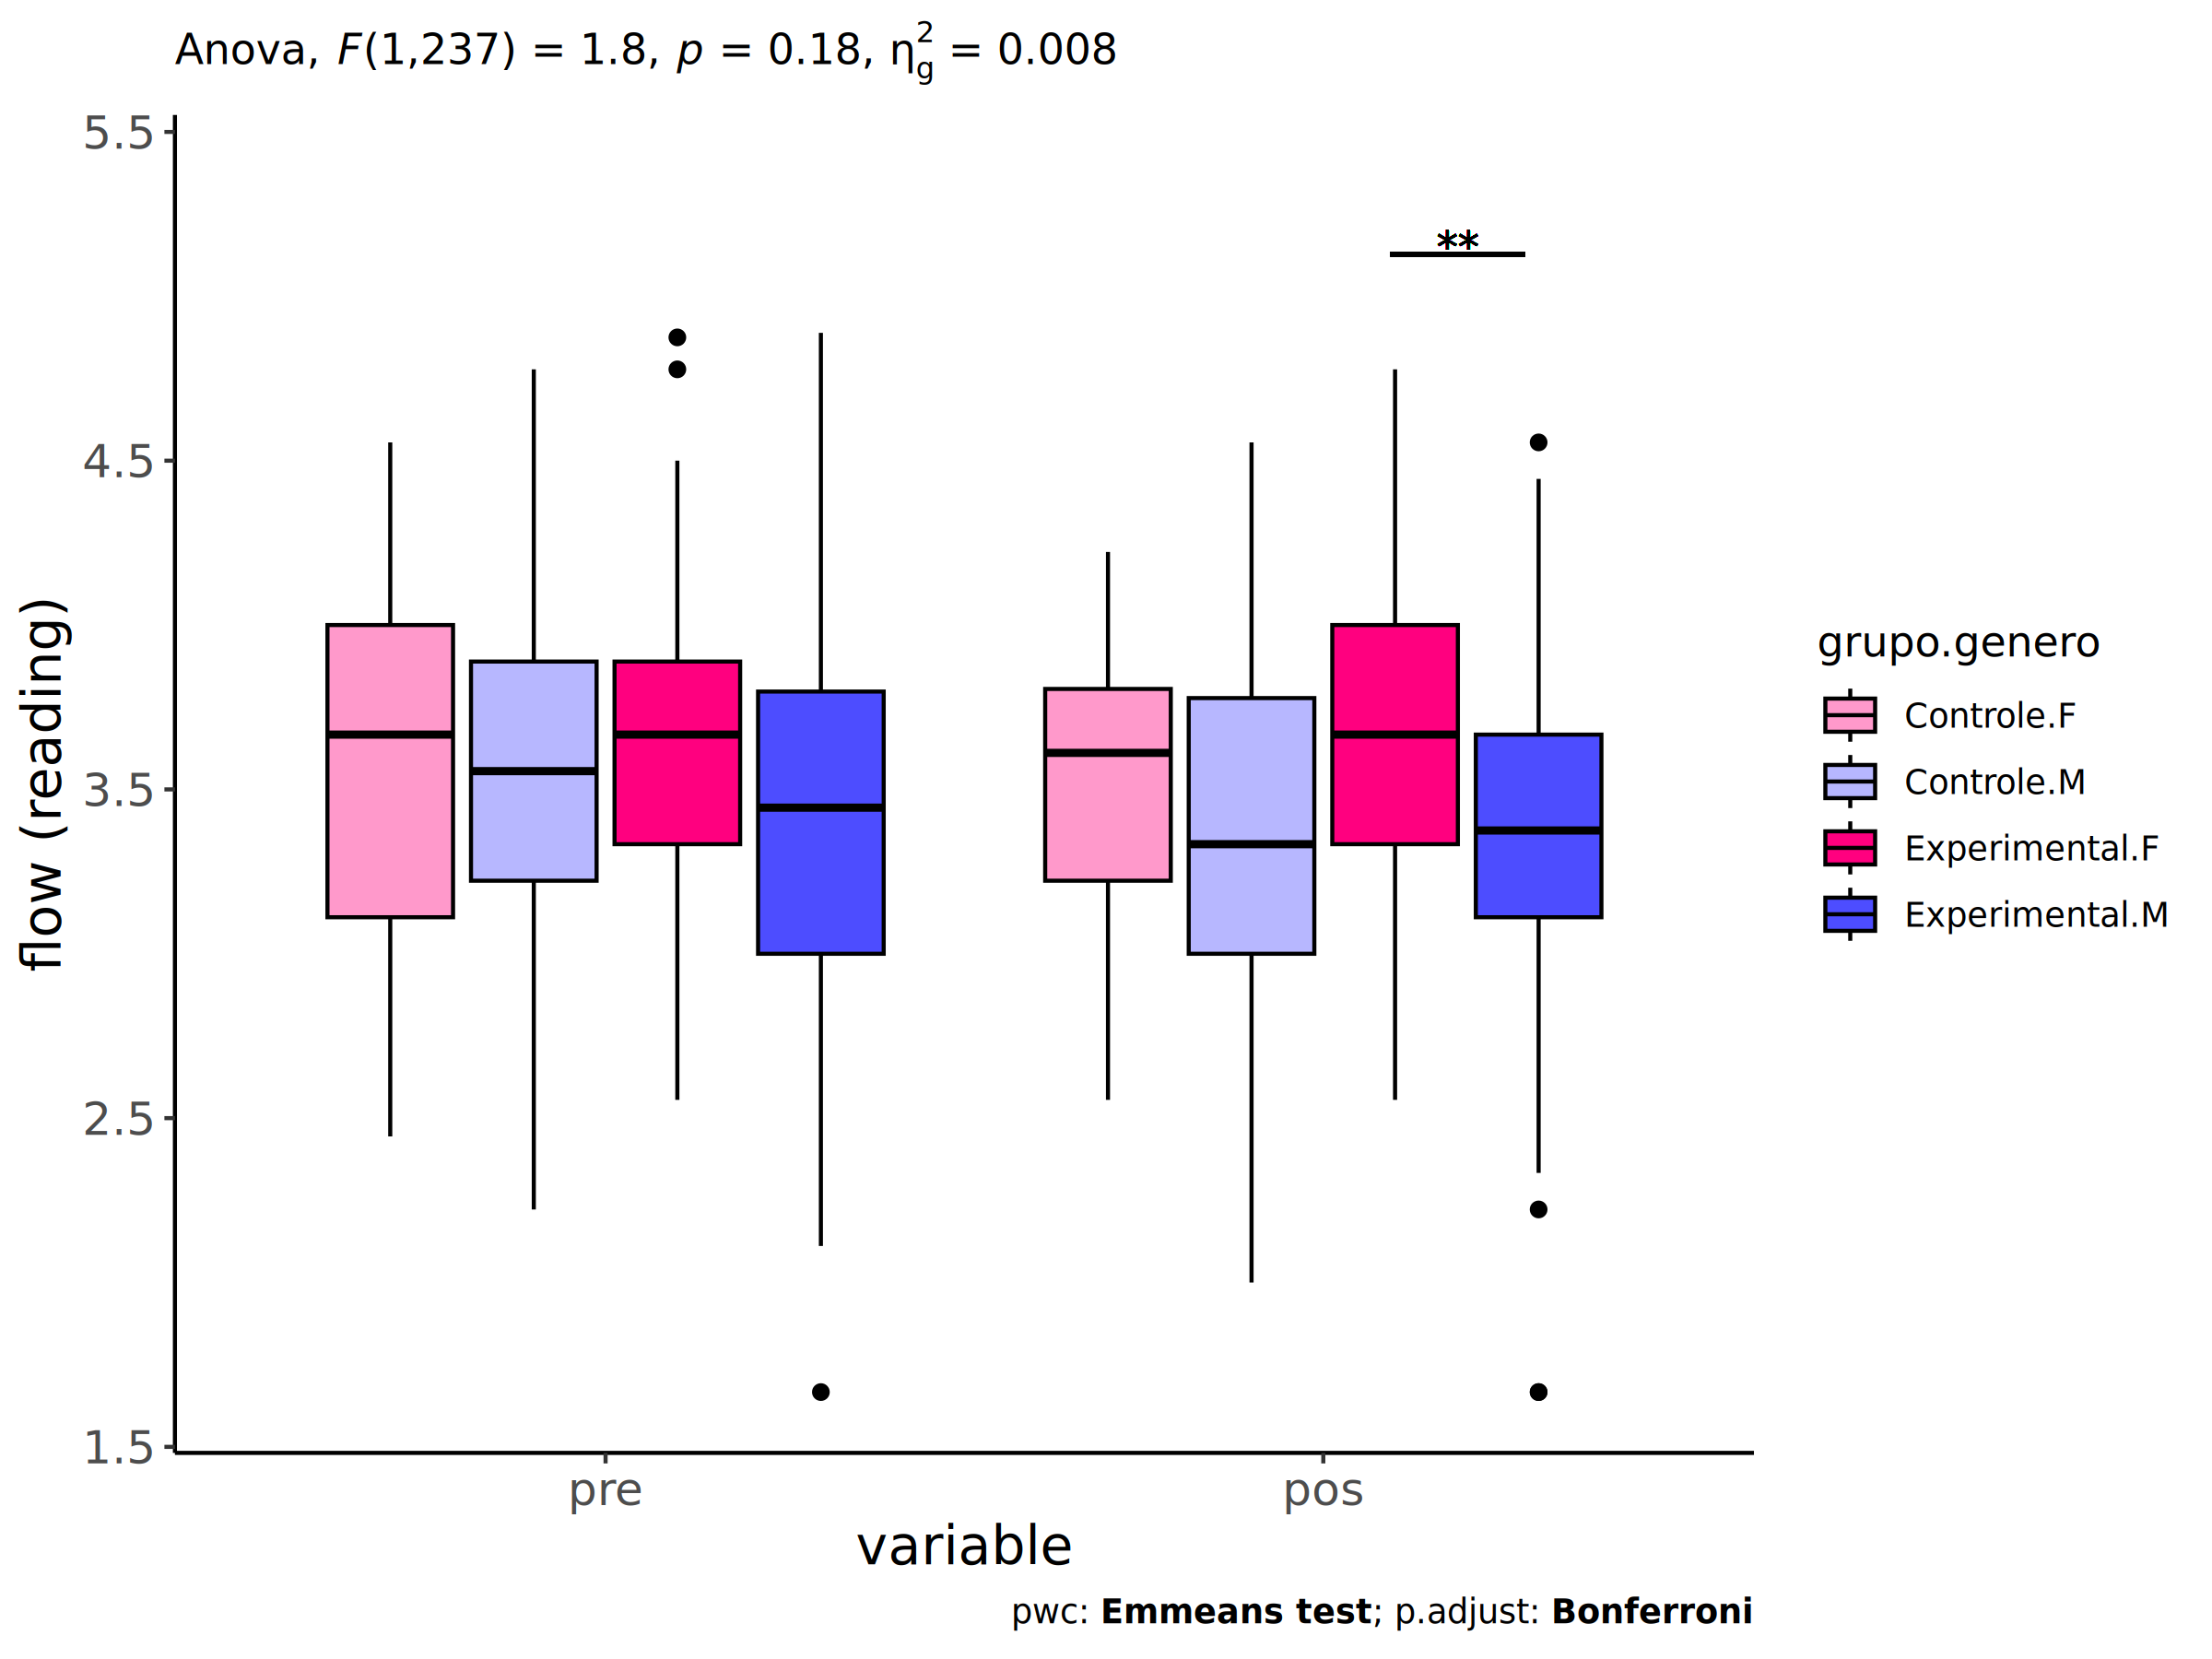 Anova, F(1,237) = 1.8, p = 0.18, η²g = 0.008
5.5
4.5
3.5
2.5
1.5
flow (reading)
**
pre
pos
variable
grupo.genero
Controle.F
Controle.M
Experimental.F
Experimental.M
pwc: Emmeans test; p.adjust: Bonferroni